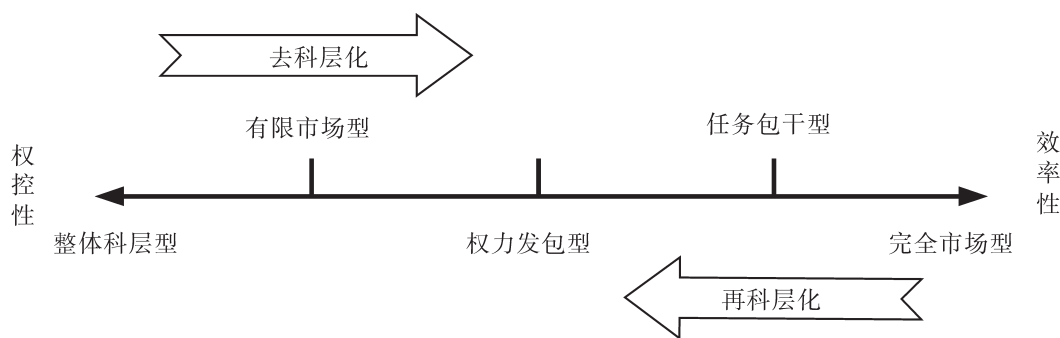 去科层化
有限市场型
任务包干型
权控性
效率性
整体科层型
权力发包型
完全市场型
再科层化